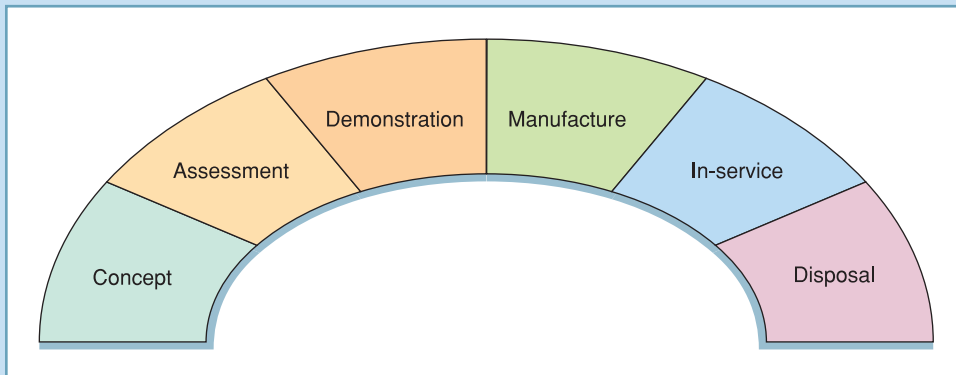 Concept
Assessment
Demonstration
Manufacture
In-service
Disposal